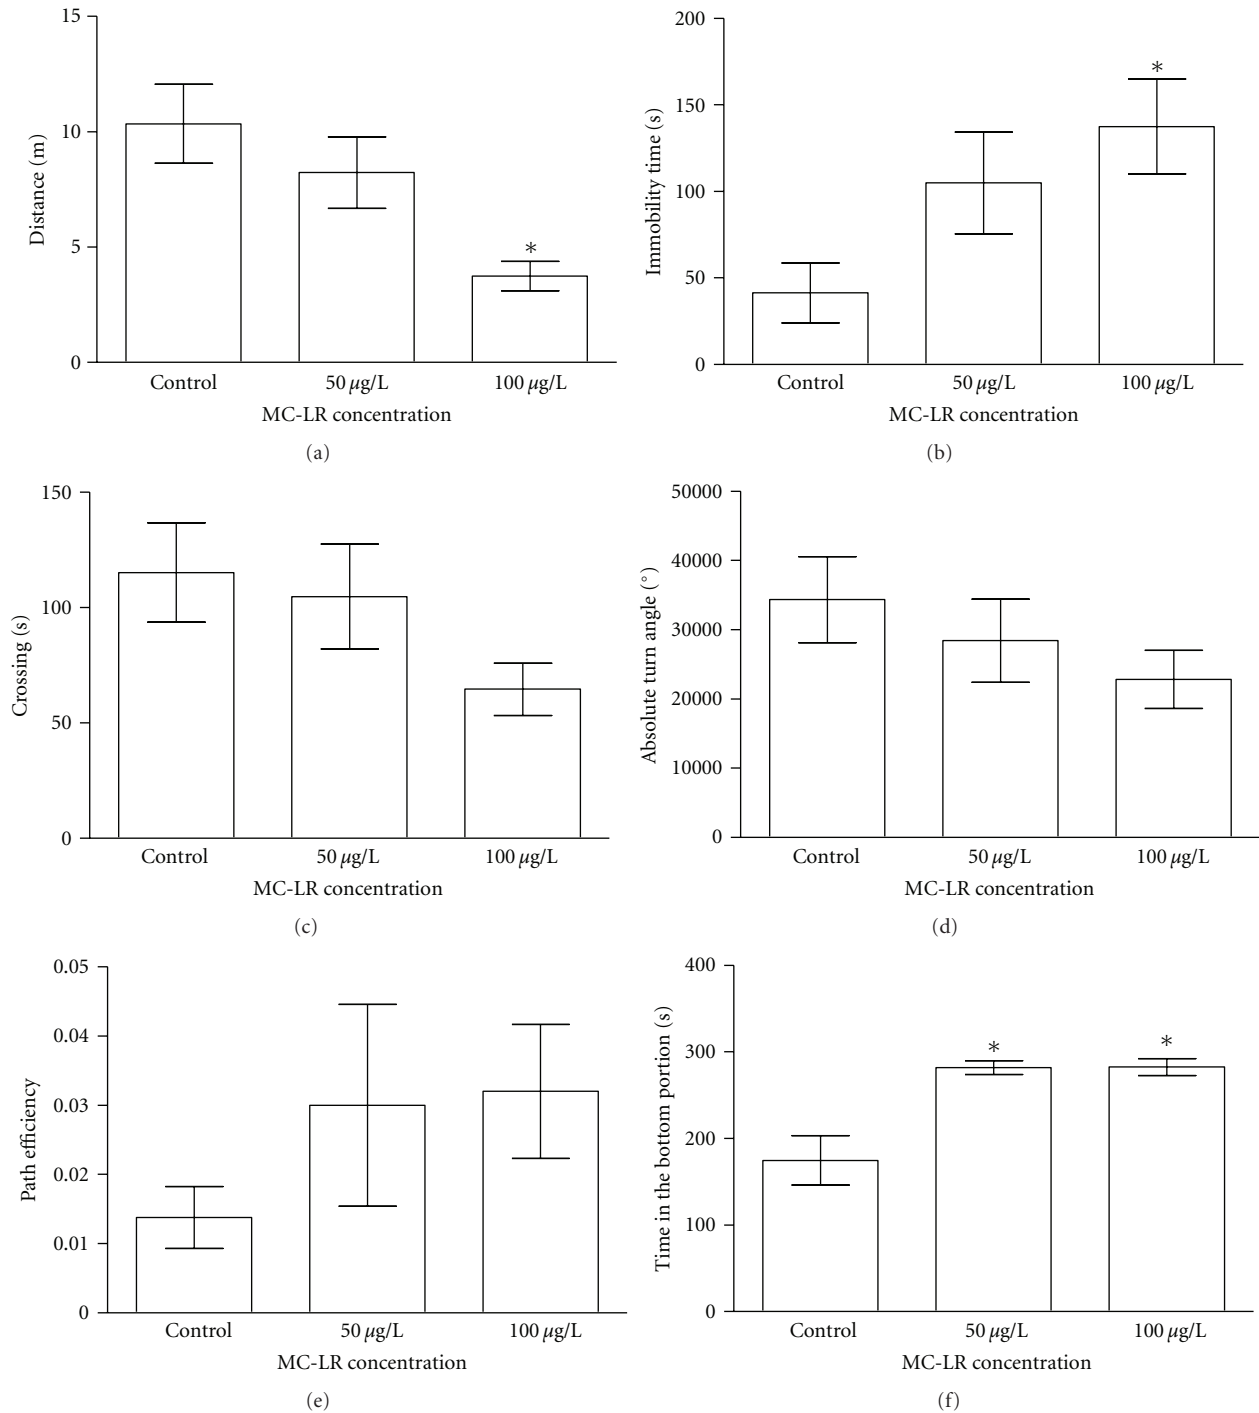 15
10
5
0
Distance (m)
*
Control
50 μg/L
100 μg/L
MC-LR concentration
(a)
200
150
100
50
0
Immobility time (s)
*
Control
50 μg/L
100 μg/L
MC-LR concentration
(b)
150
100
50
0
Crossing (s)
Control
50 μg/L
100 μg/L
MC-LR concentration
(c)
50000
40000
30000
20000
10000
0
Absolute turn angle (°)
Control
50 μg/L
100 μg/L
MC-LR concentration
(d)
0.05
0.04
0.03
0.02
0.01
0
Path efficiency
Control
50 μg/L
100 μg/L
MC-LR concentration
(e)
400
300
200
100
0
Time in the bottom portion (s)
*
*
Control
50 μg/L
100 μg/L
MC-LR concentration
(f)